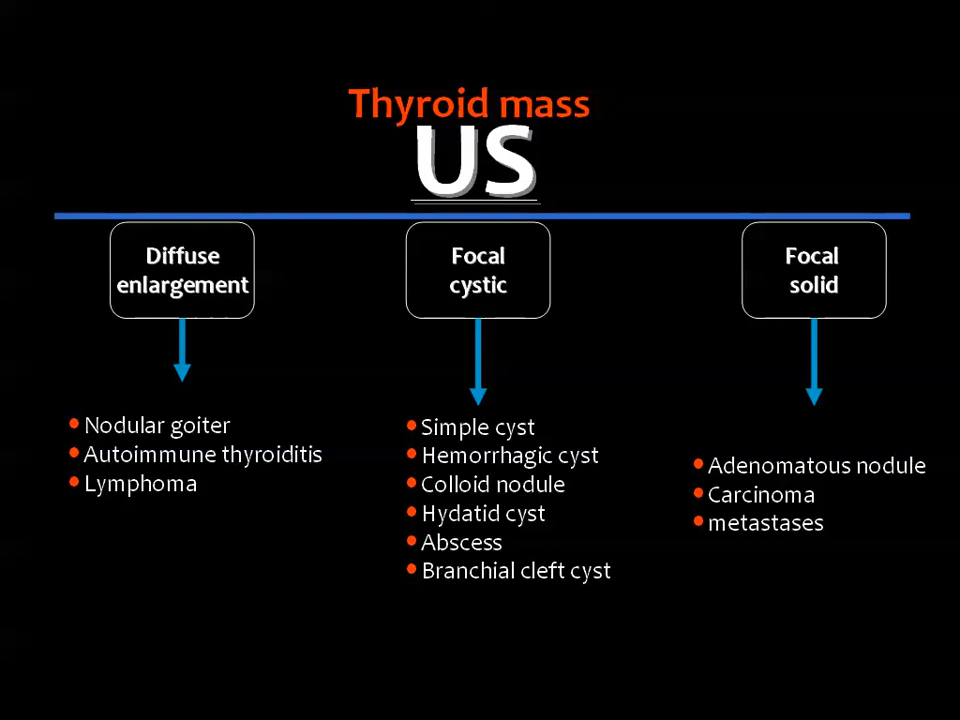 Thyroid mass
US
Diffuse
enlargement
Focal
cystic
Focal
solid
• Nodular goiter
• Autoimmune thyroiditis
• Lymphoma
• Simple cyst
• Hemorrhagic cyst
• Colloid nodule
• Hydatid cyst
• Abscess
• Branchial cleft cyst
• Adenomatous nodule
• Carcinoma
• metastases